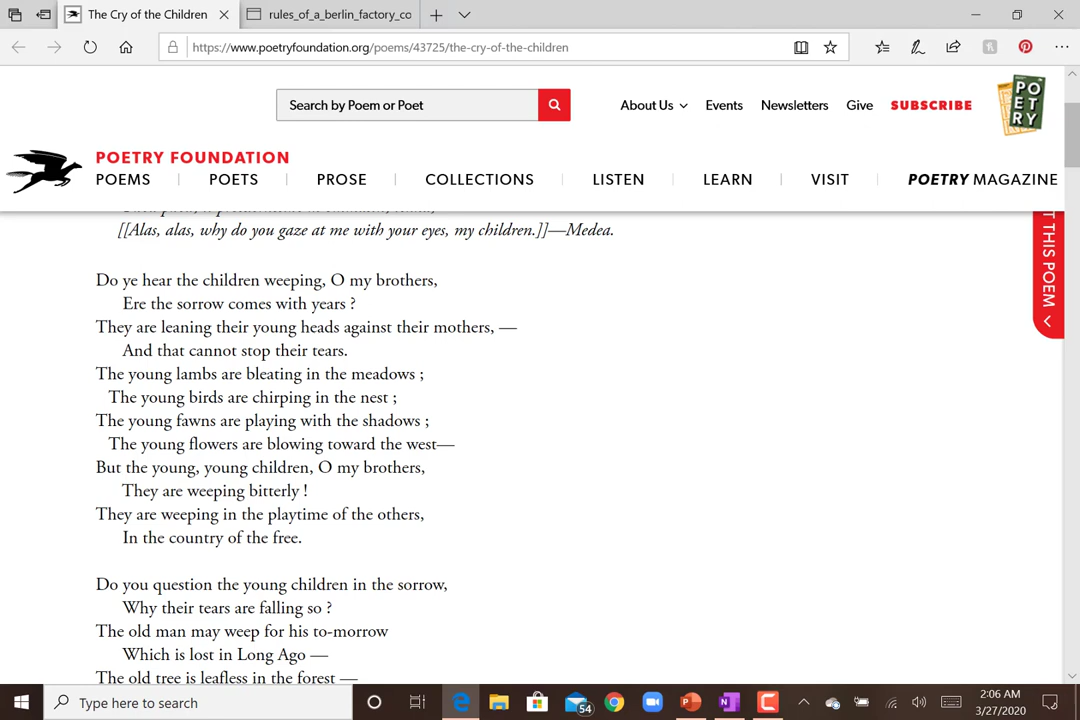 The Cry of the Children
rules_of_a_berlin_factory_co
https://www.poetryfoundation.org/poems/43725/the-cry-of-the-children
Search by Poem or Poet
About Us
Events
Newsletters
Give
SUBSCRIBE
PO
ET
RY
POETRY FOUNDATION
POEMS
POETS
PROSE
COLLECTIONS
LISTEN
LEARN
VISIT
POETRY MAGAZINE
T THIS POEM
[[Alas, alas, why do you gaze at me with your eyes, my children.]]—Medea.
Do ye hear the children weeping, O my brothers,
Ere the sorrow comes with years ?
They are leaning their young heads against their mothers, —
And that cannot stop their tears.
The young lambs are bleating in the meadows ;
The young birds are chirping in the nest ;
The young fawns are playing with the shadows ;
The young flowers are blowing toward the west—
But the young, young children, O my brothers,
They are weeping bitterly !
They are weeping in the playtime of the others,
In the country of the free.
Do you question the young children in the sorrow,
Why their tears are falling so ?
The old man may weep for his to-morrow
Which is lost in Long Ago —
The old tree is leafless in the forest —
Type here to search
54
2:06 AM
3/27/2020